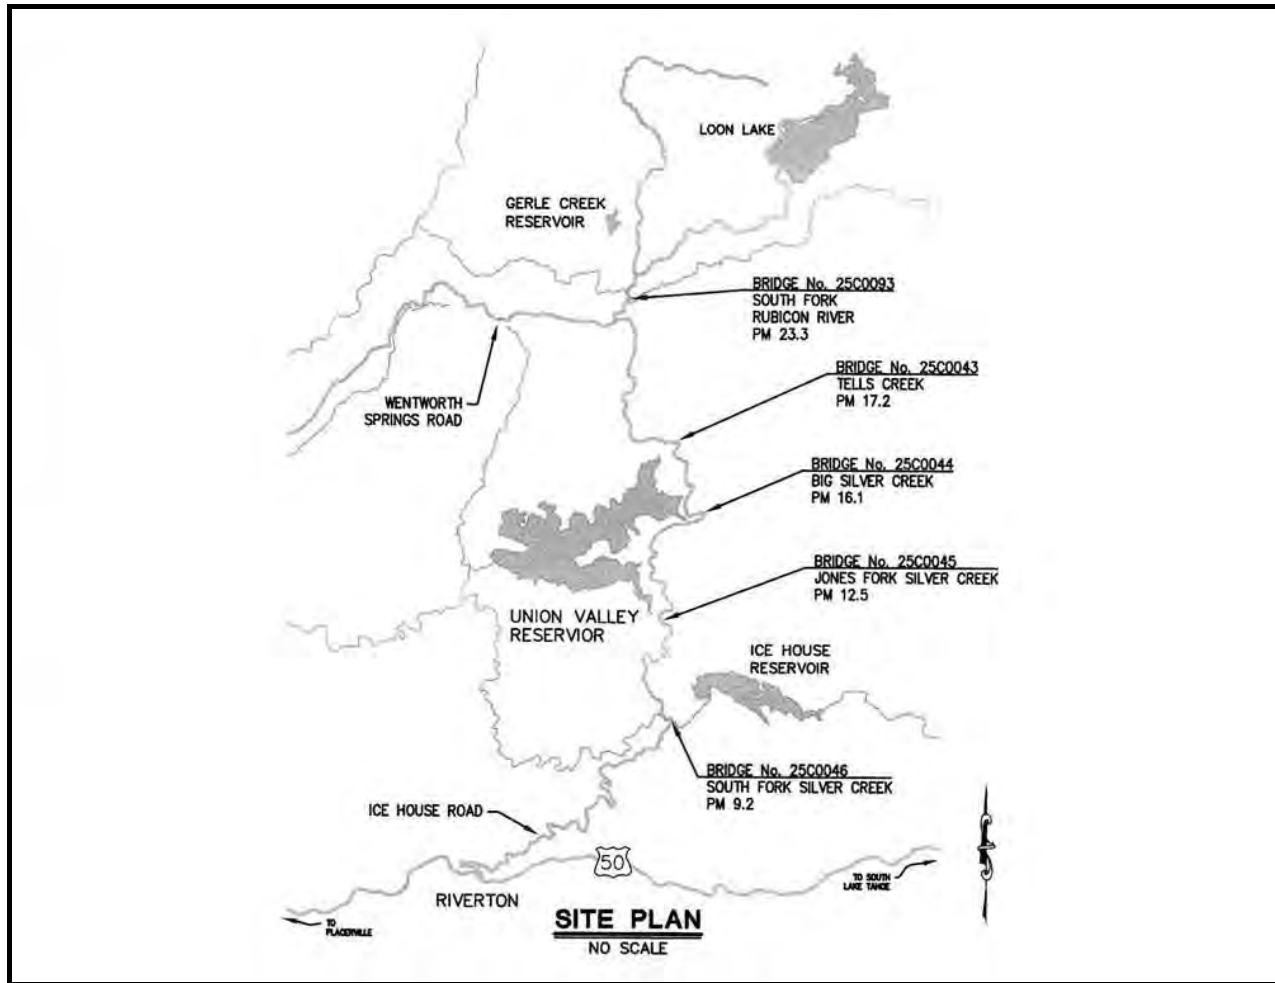 LOON LAKE
GERLE CREEK
RESERVOIR
BRIDGE No. 25C0093
SOUTH FORK
RUBICON RIVER
PM 23.3
BRIDGE No. 25C0043
TELLS CREEK
PM 17.2
WENTWORTH
SPRINGS ROAD
BRIDGE No. 25C0044
BIG SILVER CREEK
PM 16.1
BRIDGE No. 25C0045
JONES FORK SILVER CREEK
PM 12.5
UNION VALLEY
RESERVIOR
ICE HOUSE
RESERVOIR
BRIDGE No. 25C0046
SOUTH FORK SILVER CREEK
PM 9.2
ICE HOUSE ROAD
50
TO SOUTH
LAKE TAHOE
RIVERTON
TO
PLACERVILLE
SITE PLAN
NO SCALE